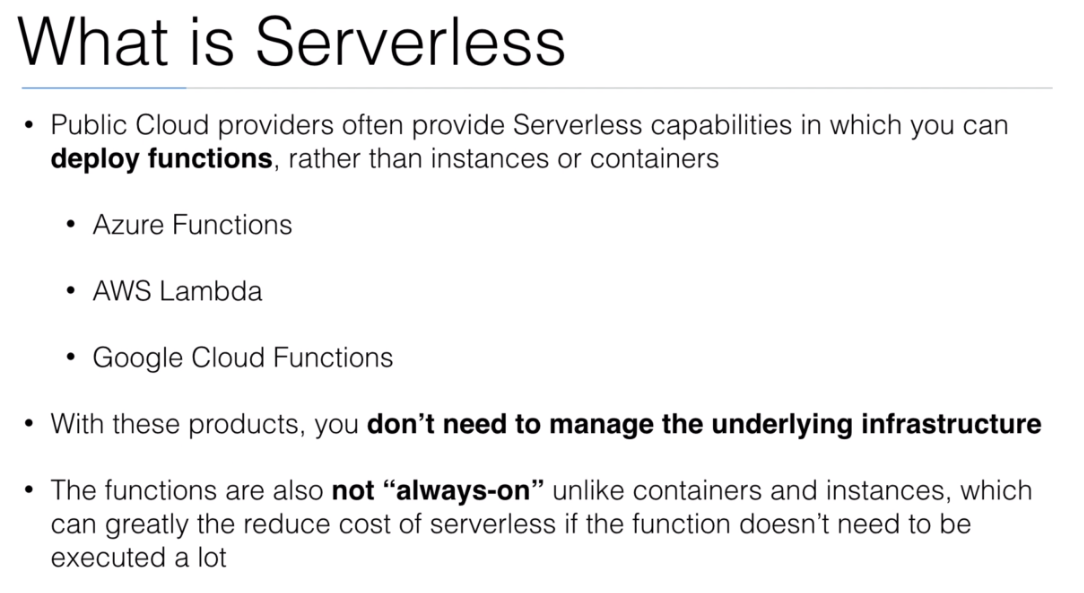 What is Serverless
• Public Cloud providers often provide Serverless capabilities in which you can
deploy functions, rather than instances or containers
• Azure Functions
• AWS Lambda
• Google Cloud Functions
• With these products, you don’t need to manage the underlying infrastructure
• The functions are also not “always-on” unlike containers and instances, which
can greatly the reduce cost of serverless if the function doesn’t need to be
executed a lot